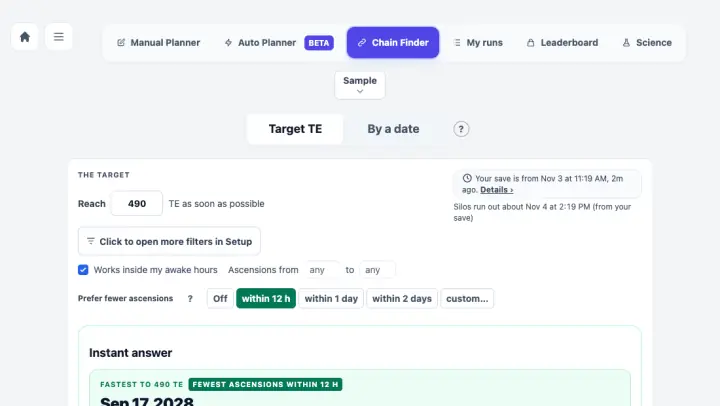 Manual Planner
Auto Planner BETA
Chain Finder
My runs
Leaderboard
Science
Sample
Target TE
By a date
?
THE TARGET
Reach 490 TE as soon as possible
Your save is from Nov 3 at 11:19 AM, 2m
ago. Details ›
Silos run out about Nov 4 at 2:19 PM (from your
save)
Click to open more filters in Setup
Works inside my awake hours Ascensions from any to any
Prefer fewer ascensions ? Off within 12 h within 1 day within 2 days custom...
Instant answer
FASTEST TO 490 TE FEWEST ASCENSIONS WITHIN 12 H
Sep 17, 2028